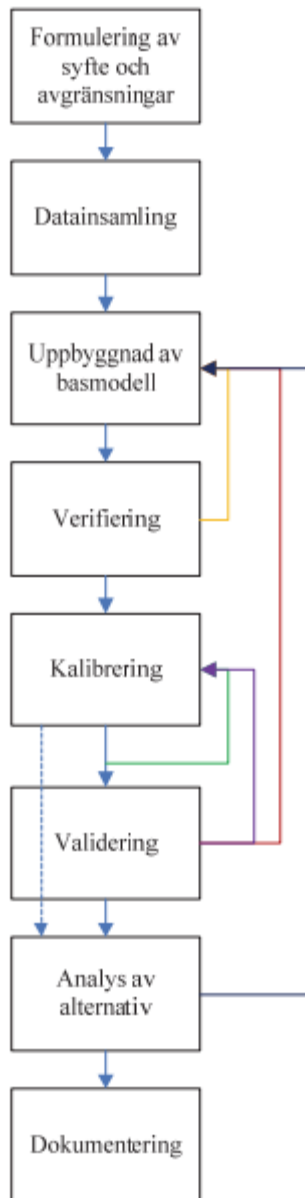 Formulering av
syfte och
avgränsningar
Datainsamling
Uppbyggnad av
basmodell
Verifiering
Kalibrering
Validering
Analys av
alternativ
Dokumentering